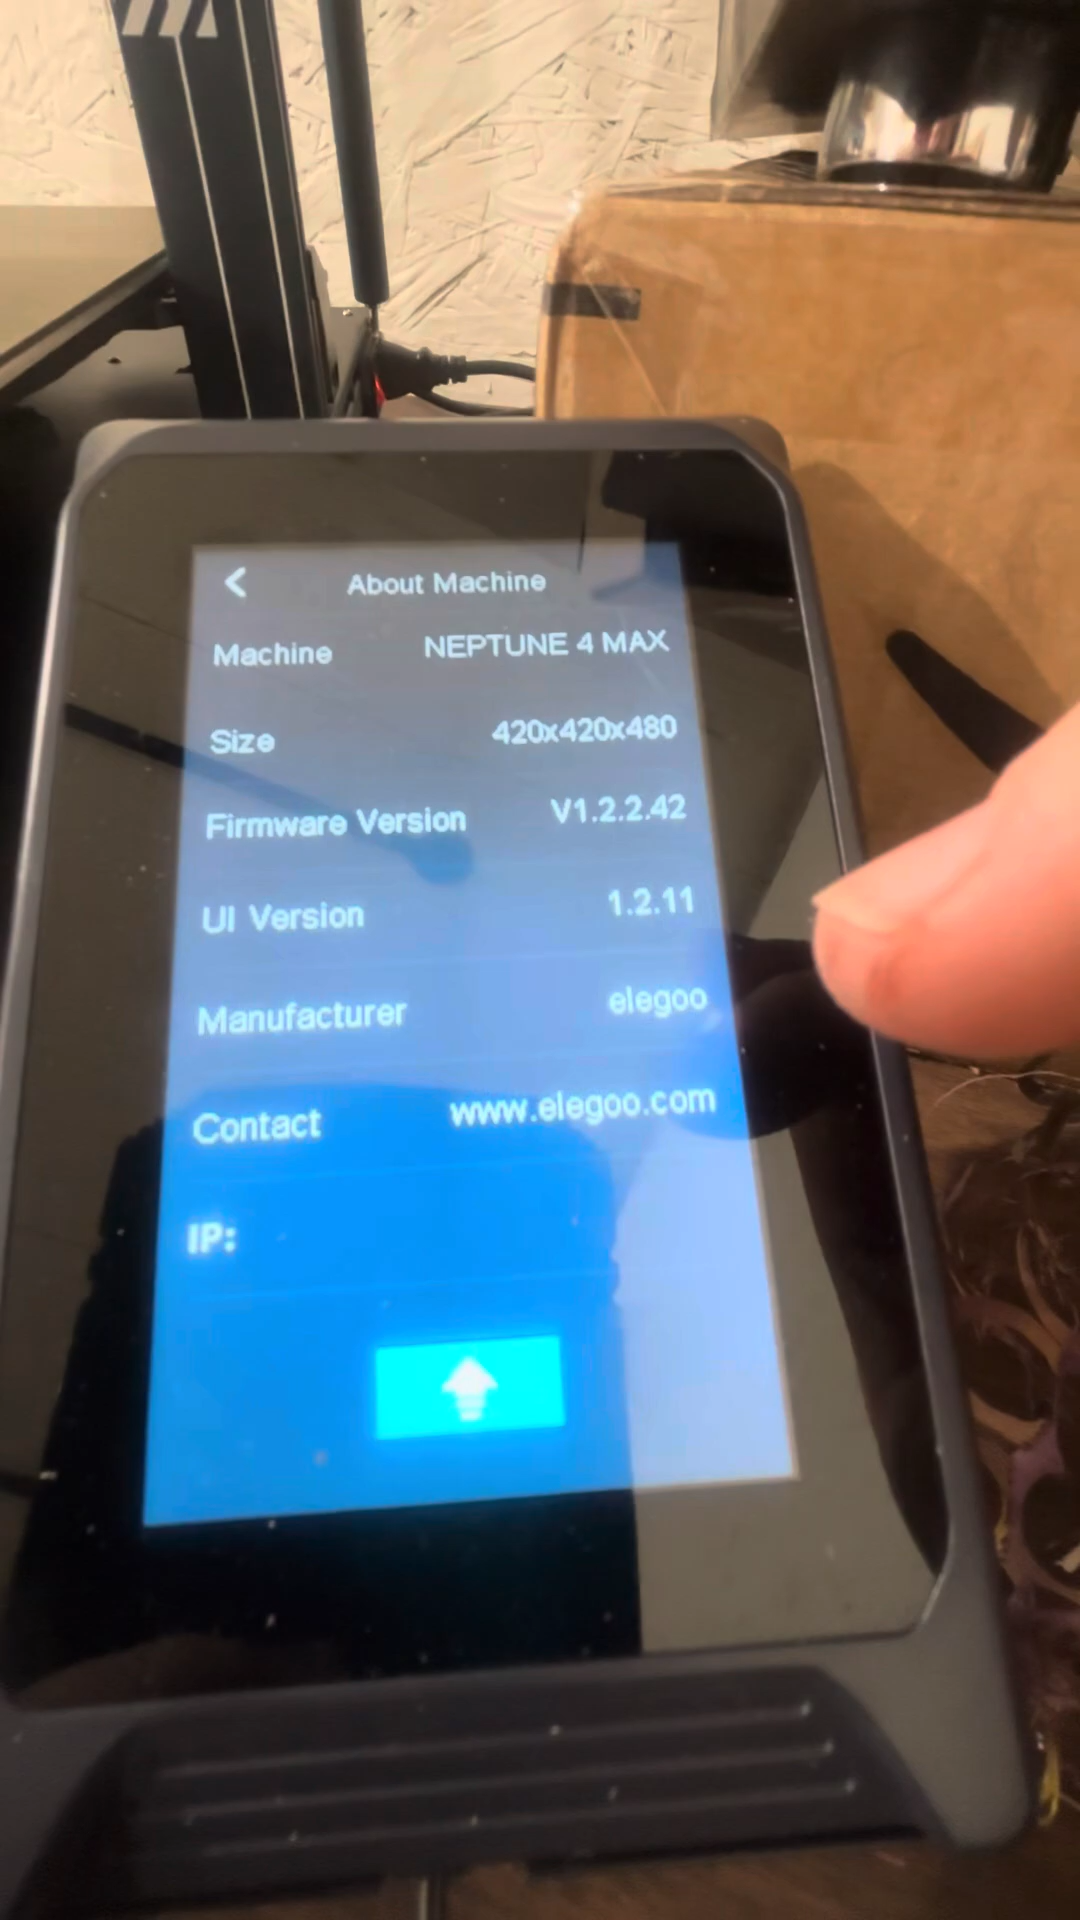 About Machine
Machine NEPTUNE 4 MAX
Size 420x420x480
Firmware Version V1.2.2.42
UI Version 1.2.11
Manufacturer elegoo
Contact www.elegoo.com
IP: